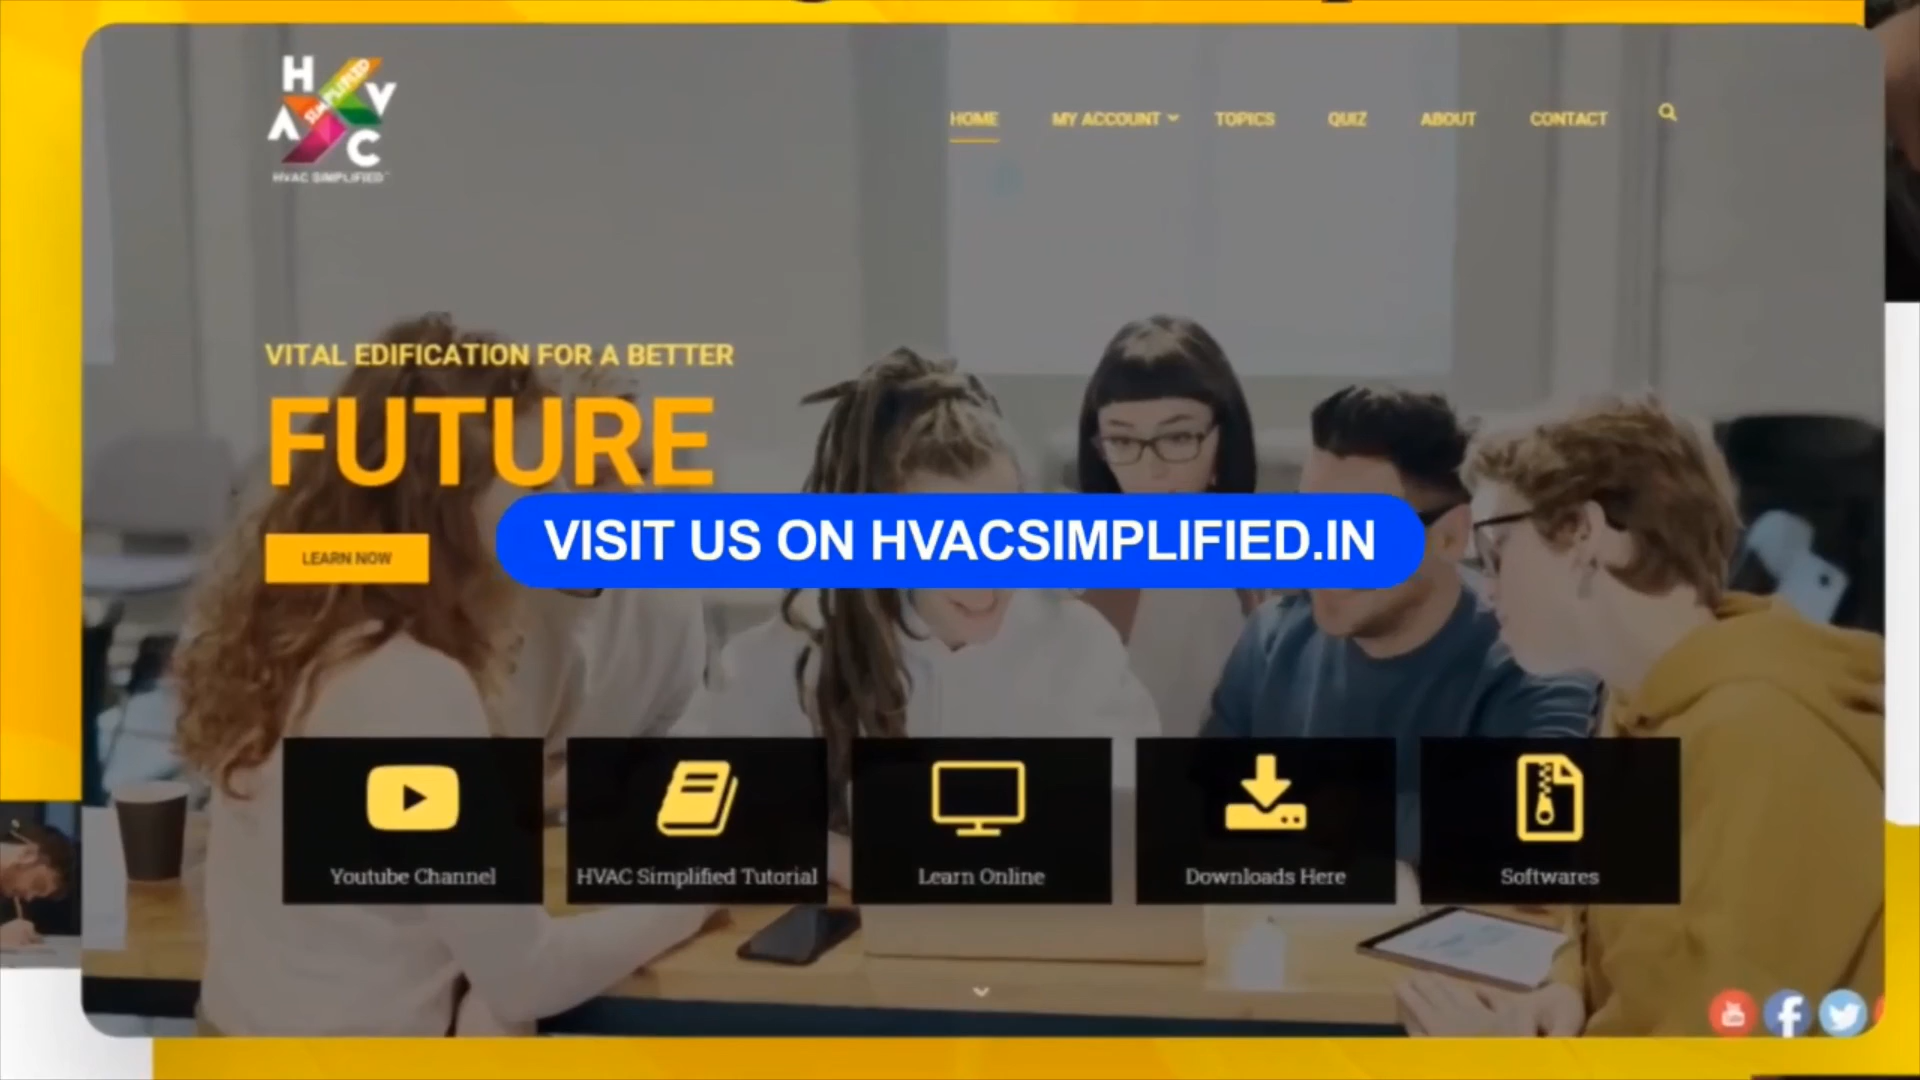 H
SIMPLIFIED
V
A
C
HVAC SIMPLIFIED
HOME
MY ACCOUNT
TOPICS
QUIZ
ABOUT
CONTACT
VITAL EDIFICATION FOR A BETTER
FUTURE
VISIT US ON HVACSIMPLIFIED.IN
LEARN NOW
Youtube Channel
HVAC Simplified Tutorial
Learn Online
Downloads Here
Softwares